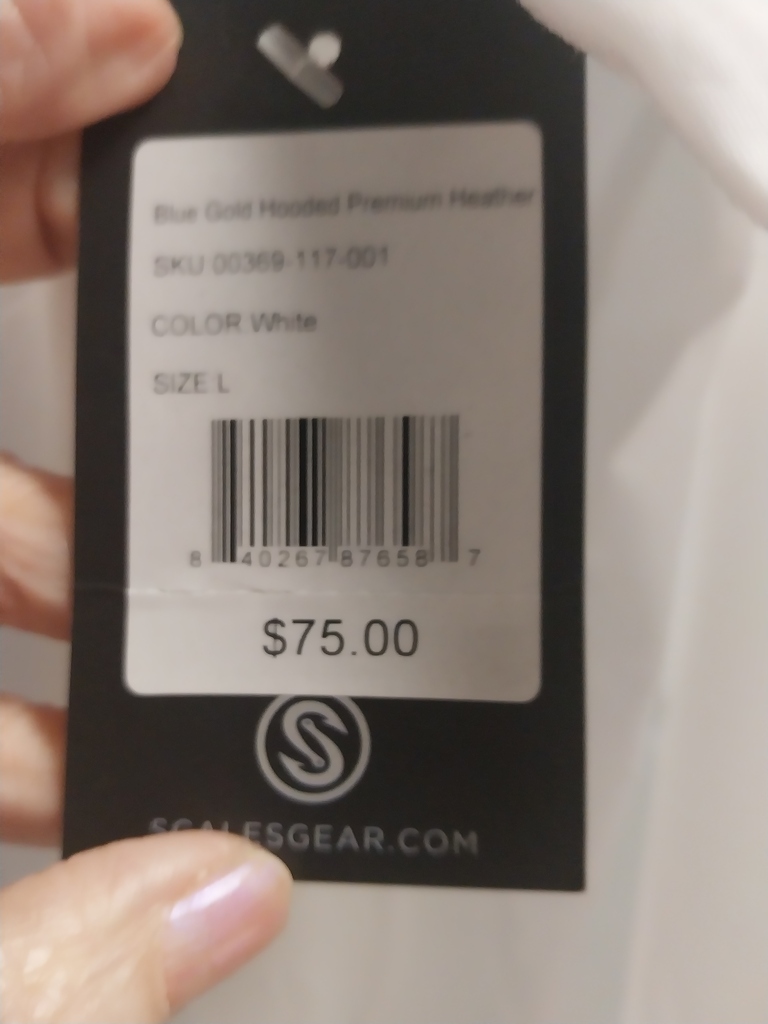 Blue Gold Hooded Premium Heather
SKU 00369-117-001
COLOR White
SIZE L
8 40267 87658 7
$75.00
SCALESGEAR.COM